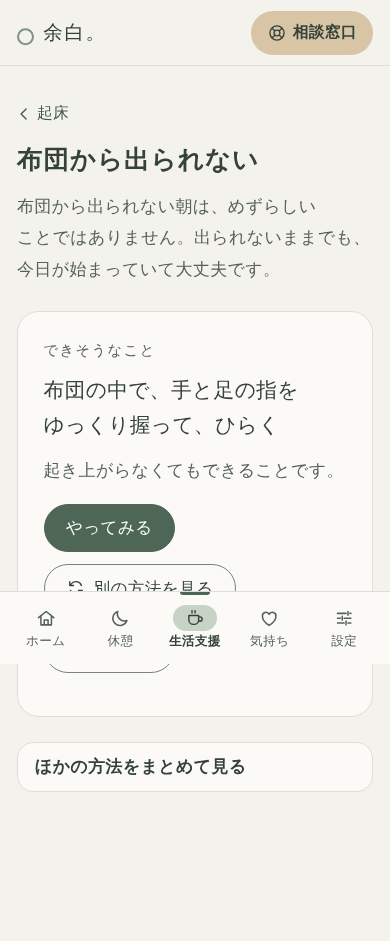 余白。
相談窓口
起床
布団から出られない
布団から出られない朝は、めずらしい
ことではありません。出られないままでも、
今日が始まっていて大丈夫です。
できそうなこと
布団の中で、手と足の指を
ゆっくり握って、ひらく
起き上がらなくてもできることです。
やってみる
別の方法を見る
ホーム
休憩
生活支援
気持ち
設定
ほかの方法をまとめて見る